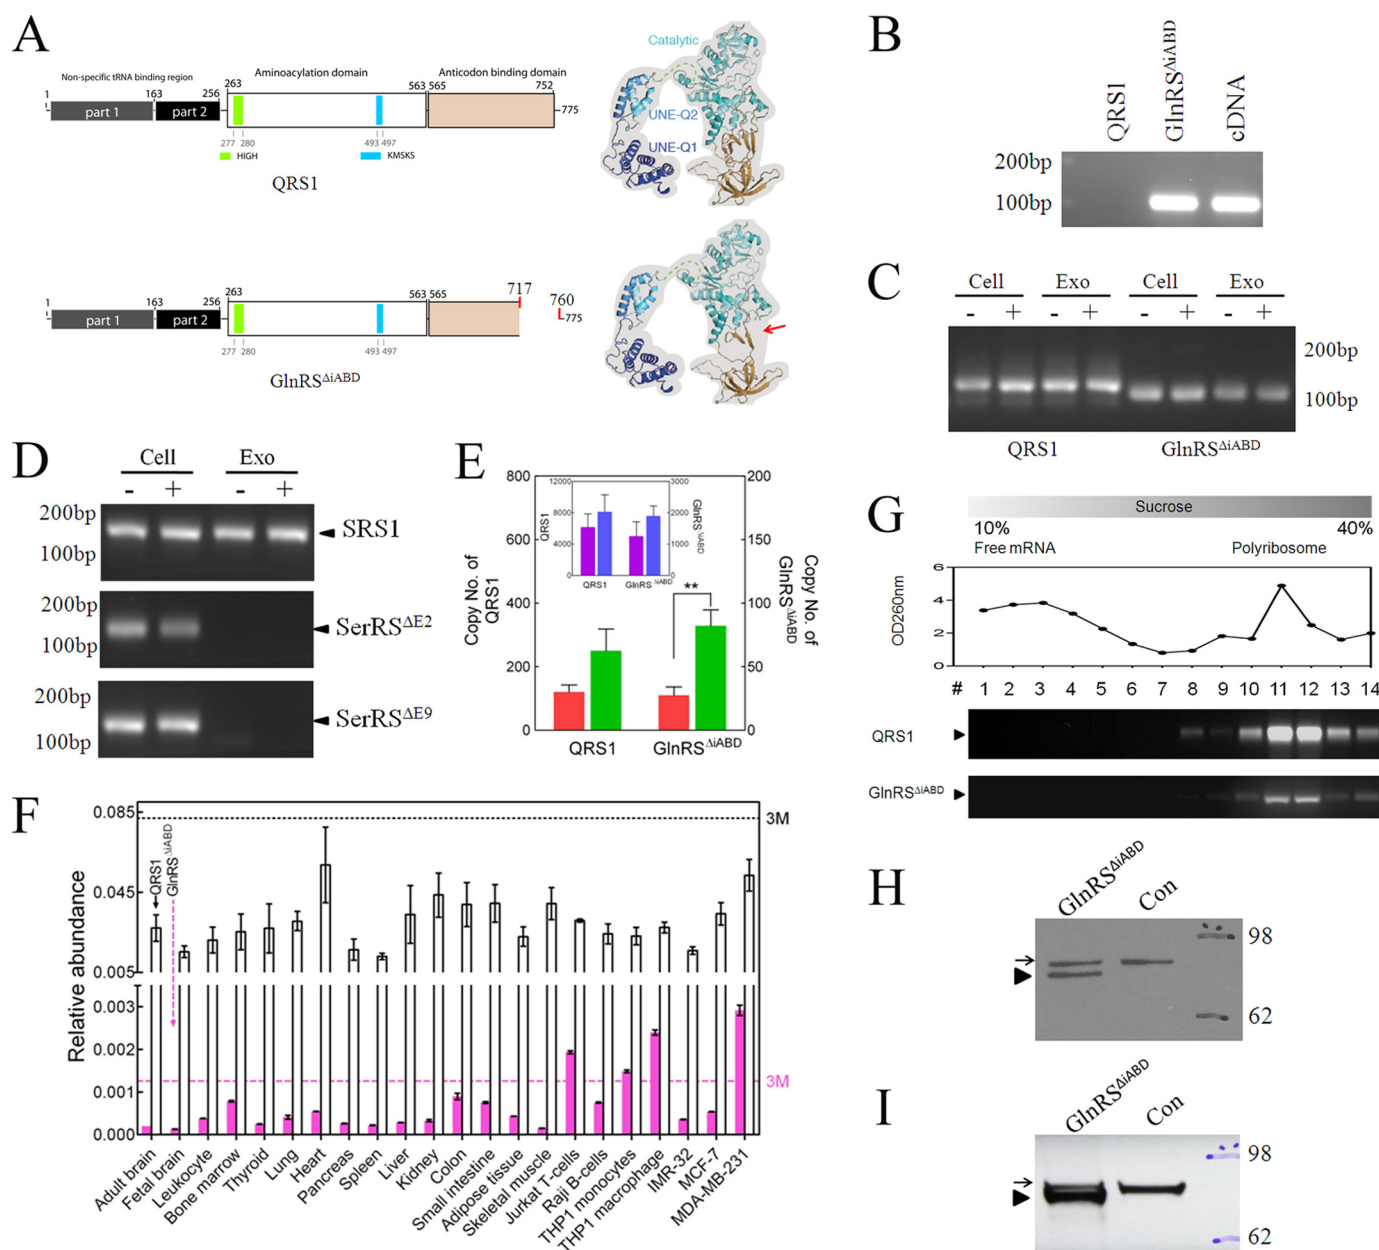 A
Non-specific tRNA binding region
Aminoacylation domain
Anticodon binding domain
1 163 256 263 563 565 752
part 1
part 2
775
277 280 493 497
HIGH
KMSKS
QRS1
Catalytic
UNE-Q2
UNE-Q1
1 163 256 263 563 565 717 760
part 1
part 2
775
277 280 493 497
GlnRSΔiABD
B
QRS1
GlnRSΔiABD
cDNA
200bp
100bp
C
Cell Exo Cell Exo
- + - + - + - +
200bp
100bp
QRS1 GlnRSΔiABD
D
Cell Exo
- + - +
200bp
100bp
SRS1
200bp
100bp
SerRSΔE2
200bp
100bp
SerRSΔE9
E
Copy No. of QRS1
800
600
400
200
0
Copy No. of GlnRSΔiABD
200
150
100
50
0
QRS1
12000
8000
4000
0
GlnRSΔiABD
3000
2000
1000
0
QRS1 GlnRSΔiABD
**
QRS1 GlnRSΔiABD
F
Relative abundance
0.085
0.045
0.005
0.003
0.002
0.001
0.000
QRS1
GlnRSΔiABD
3M
3M
Adult brain
Fetal brain
Leukocyte
Bone marrow
Thyroid
Lung
Heart
Pancreas
Spleen
Liver
Kidney
Colon
Small intestine
Adipose tissue
Skeletal muscle
Jurkat T-cells
Raji B-cells
THP1 monocytes
THP1 macrophage
IMR-32
MCF-7
MDA-MB-231
G
Sucrose
10% 40%
Free mRNA Polyribosome
OD260nm
6
4
2
0
# 1 2 3 4 5 6 7 8 9 10 11 12 13 14
QRS1
GlnRSΔiABD
H
GlnRSΔiABD
Con
98
62
I
GlnRSΔiABD
Con
98
62